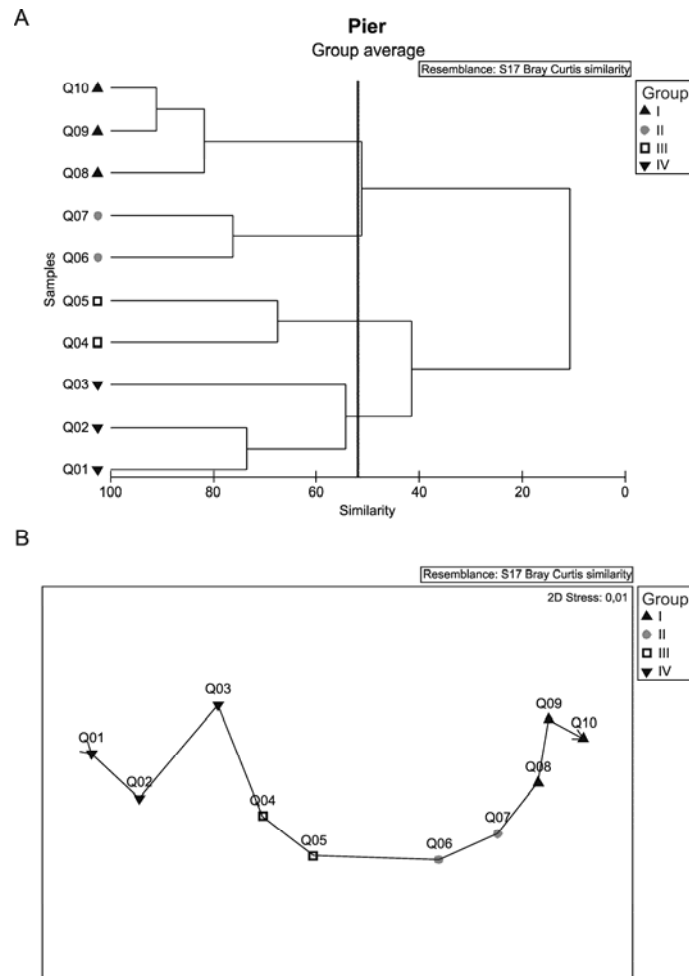 A
Pier
Group average
Resemblance: S17 Bray Curtis similarity
Group
I
II
III
IV
Q10
Q09
Q08
Q07
Q06
Q05
Q04
Q03
Q02
Q01
Samples
100 80 60 40 20 0
Similarity
B
Resemblance: S17 Bray Curtis similarity
2D Stress: 0,01
Group
I
II
III
IV
Q01
Q02
Q03
Q04
Q05
Q06
Q07
Q08
Q09
Q10